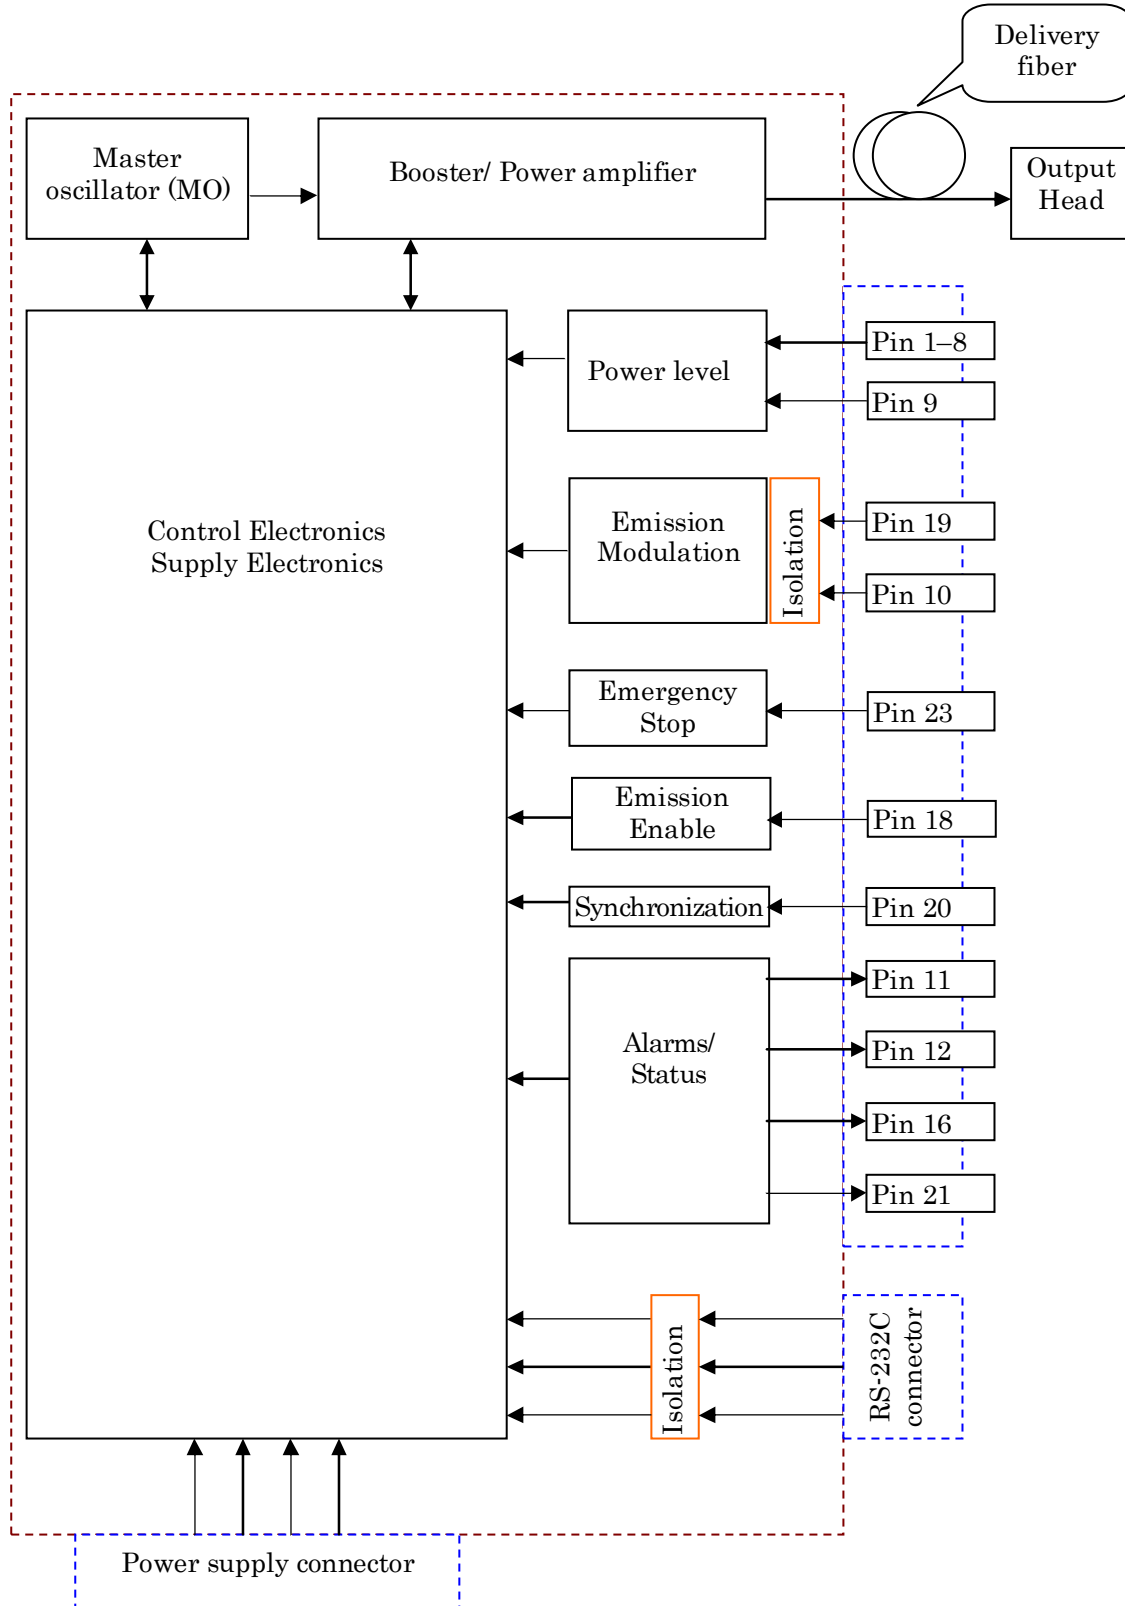 Delivery
fiber
Master
oscillator (MO)
Booster/ Power amplifier
Output
Head
Power level
Pin 1–8
Pin 9
Control Electronics
Supply Electronics
Emission
Modulation
Isolation
Pin 19
Pin 10
Emergency
Stop
Pin 23
Emission
Enable
Pin 18
Synchronization
Pin 20
Alarms/
Status
Pin 11
Pin 12
Pin 16
Pin 21
Isolation
RS-232C
connector
Power supply connector